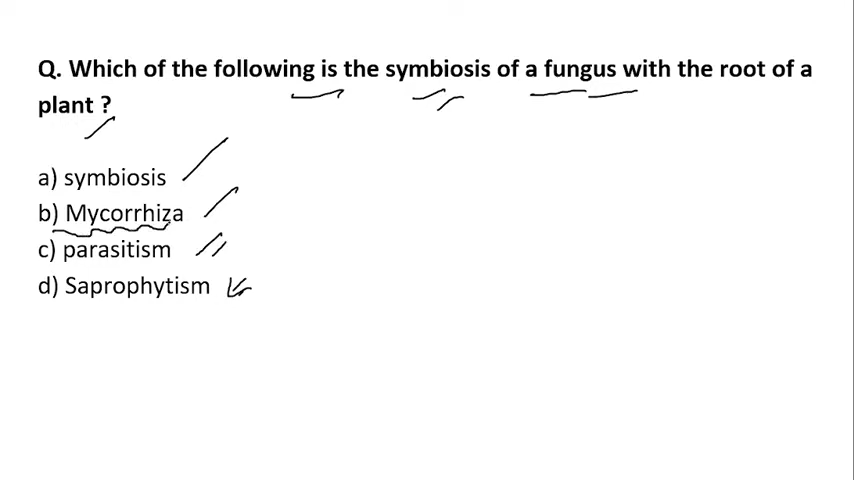 Q. Which of the following is the symbiosis of a fungus with the root of a
plant ?
a) symbiosis
b) Mycorrhiza
c) parasitism
d) Saprophytism